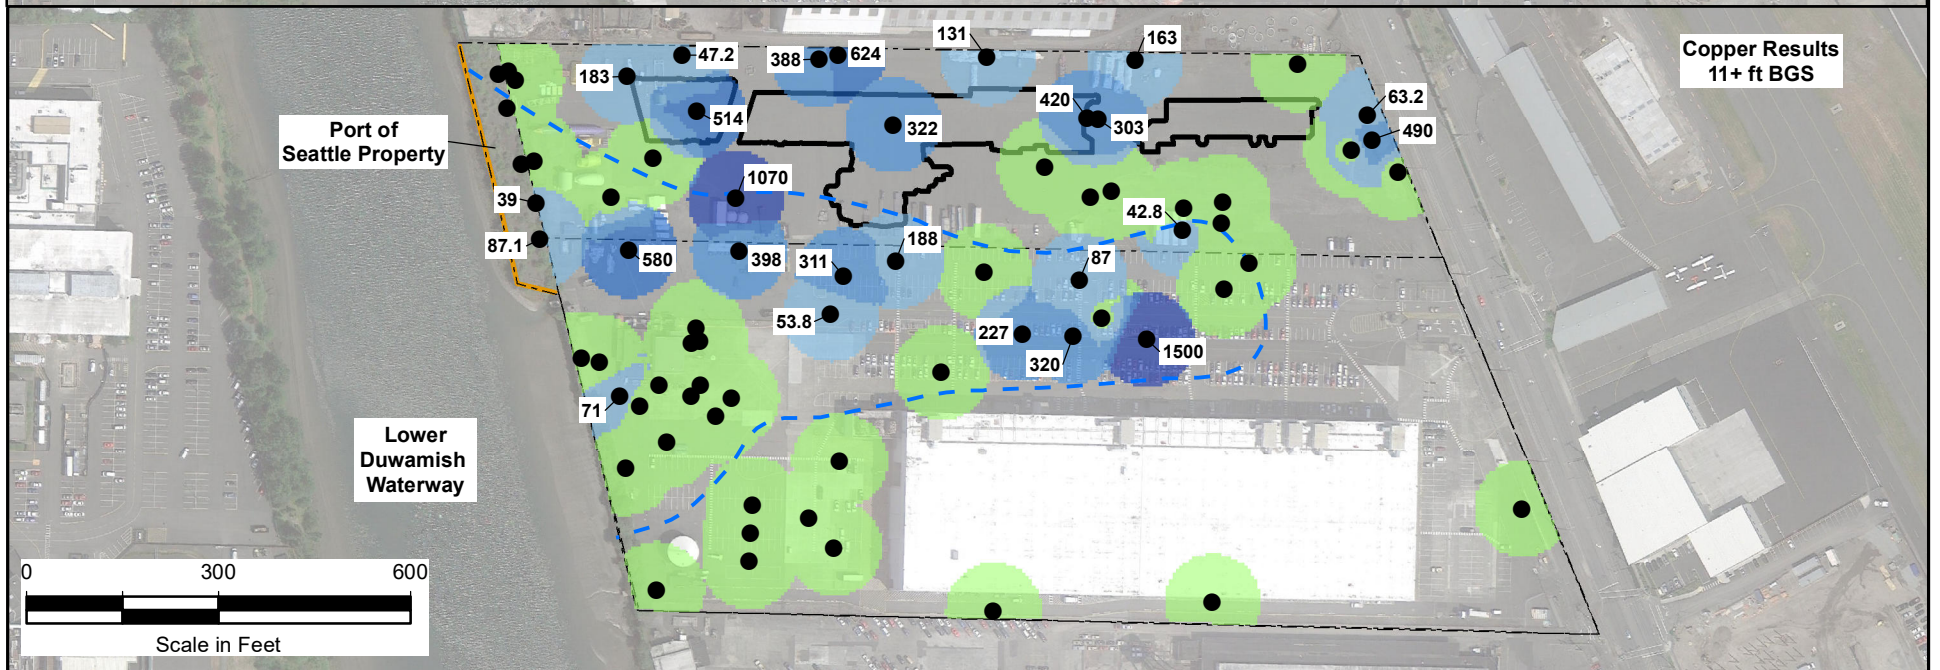 Copper Results
11+ ft BGS
131
163
47.2
388
624
183
63.2
420
514
322
303
490
Port of
Seattle Property
1070
39
42.8
87.1
188
580
398
311
87
53.8
227
320
1500
71
Lower
Duwamish
Waterway
0 300 600
Scale in Feet